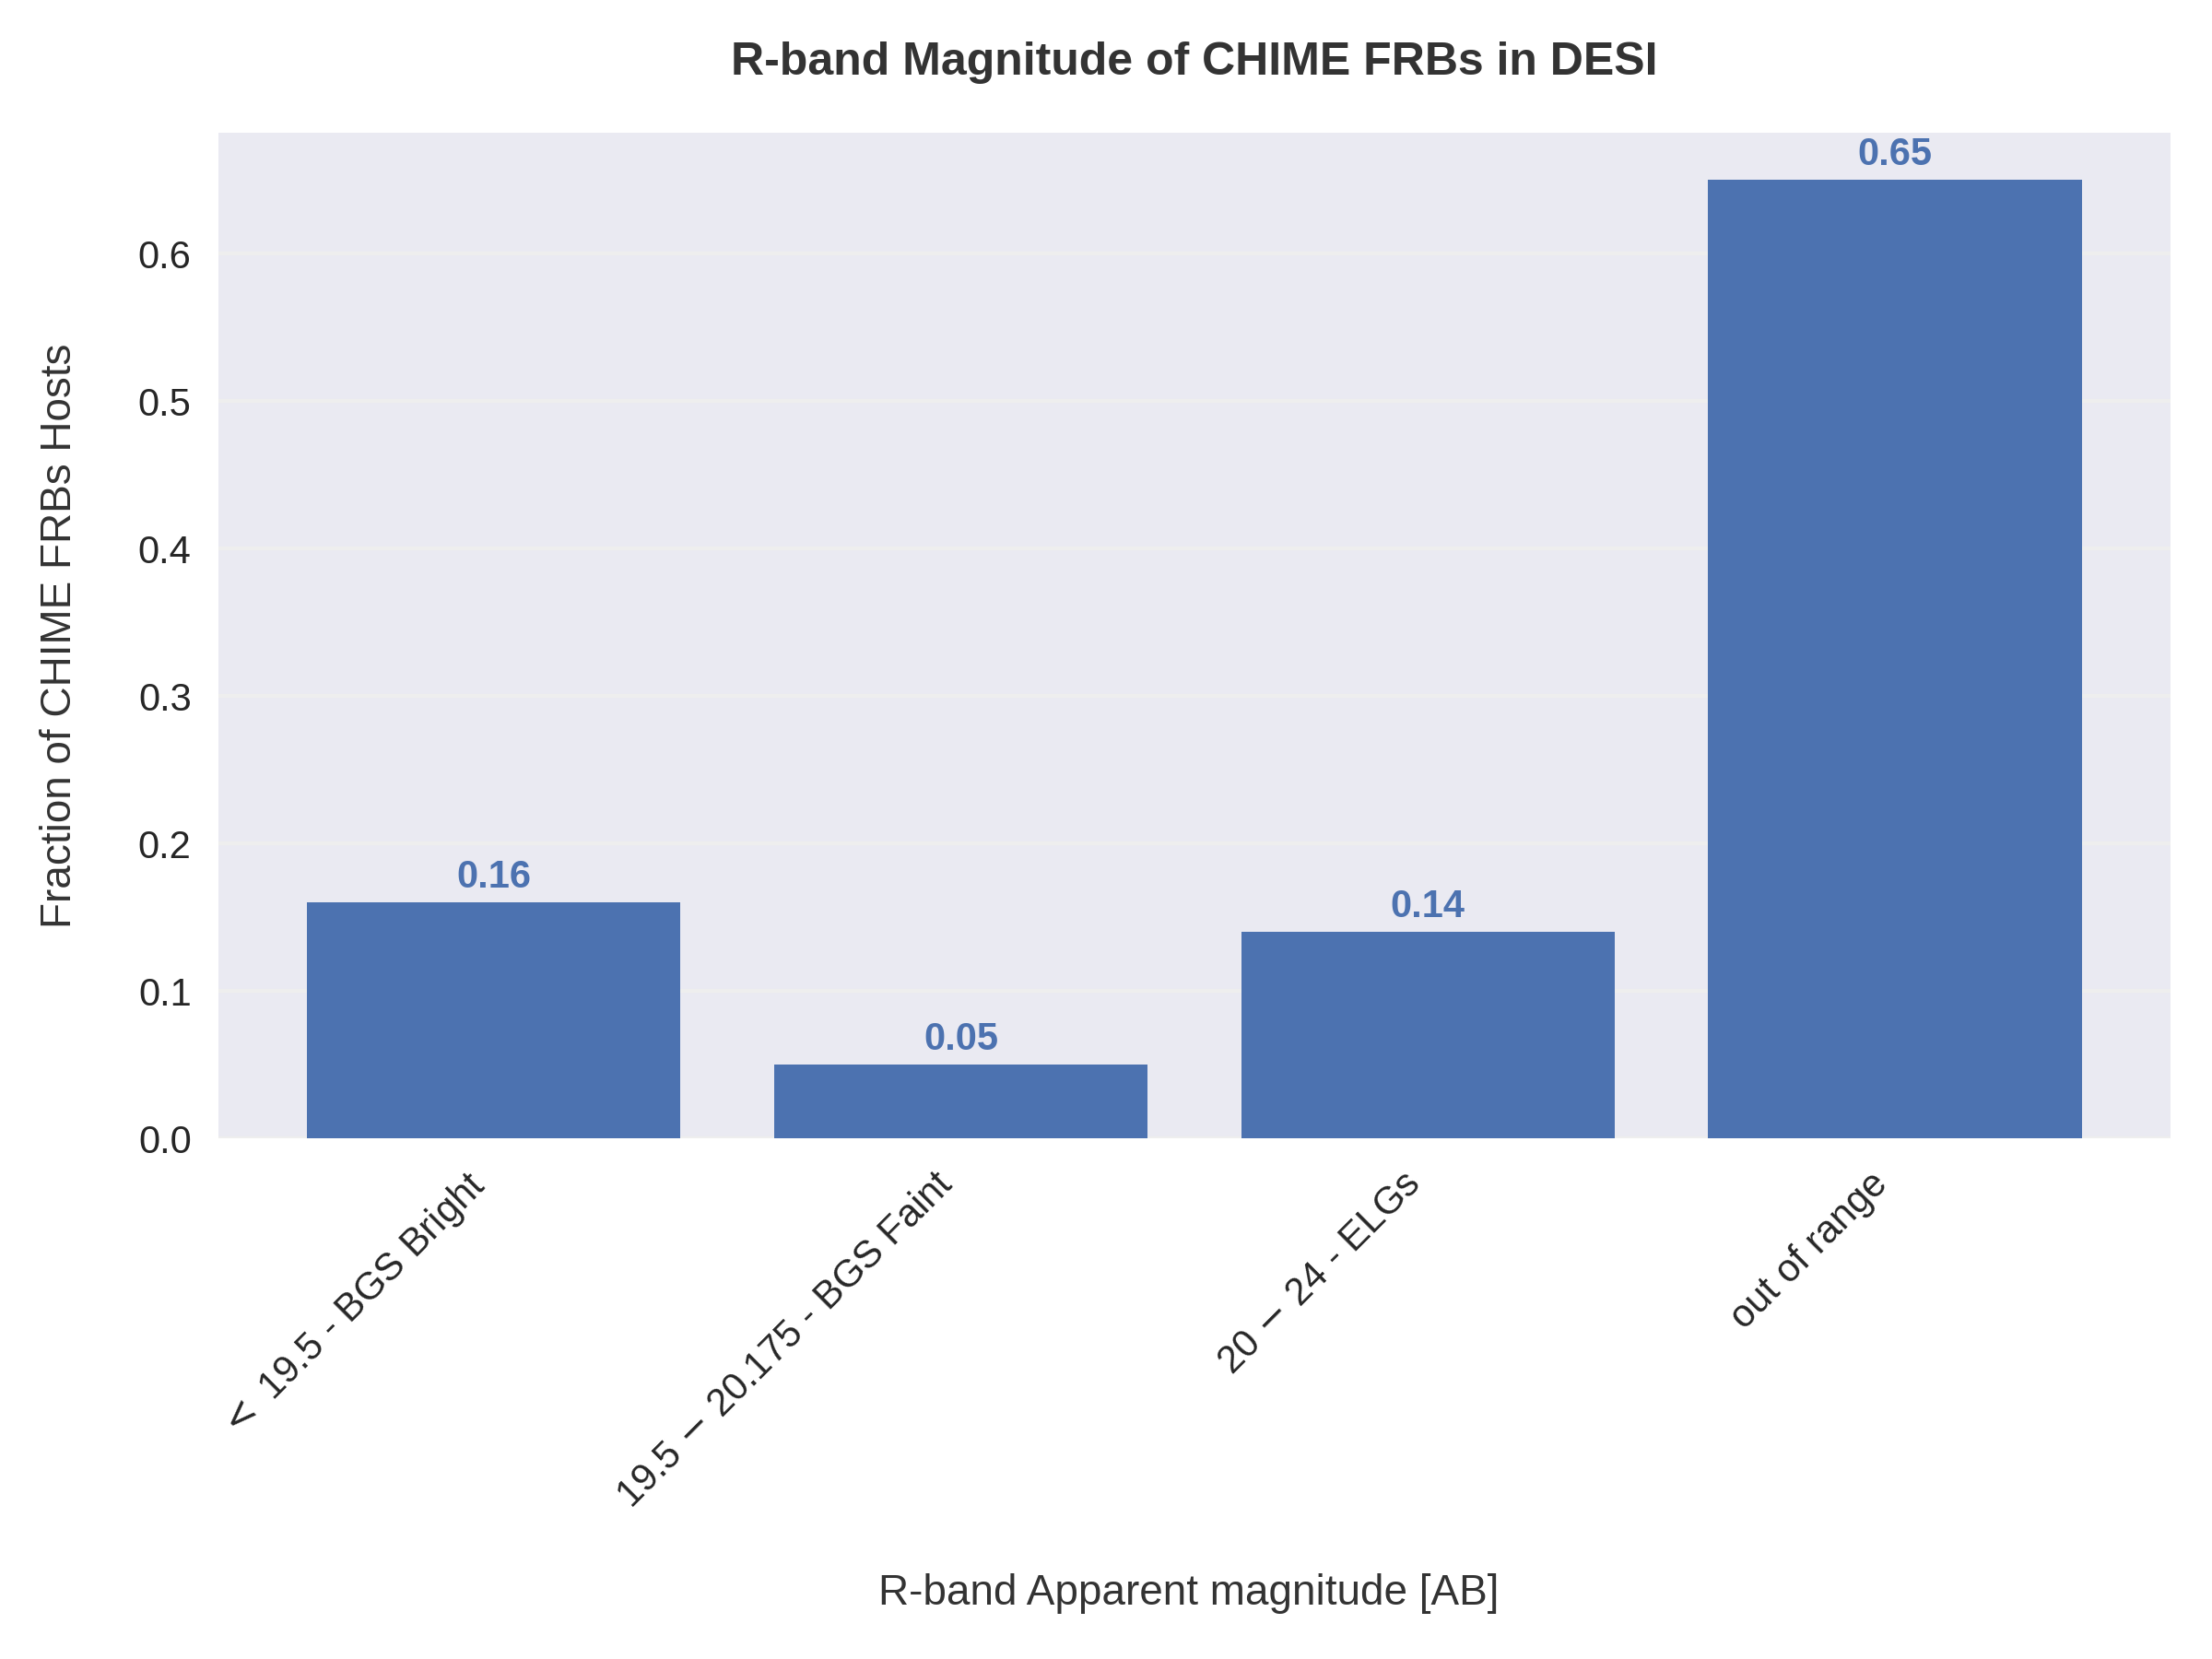 R-band Magnitude of CHIME FRBs in DESI
Fraction of CHIME FRBs Hosts
0.6
0.5
0.4
0.3
0.2
0.1
0.0
0.16
0.05
0.14
0.65
< 19.5 - BGS Bright
19.5 − 20.175 - BGS Faint
20 − 24 - ELGs
out of range
R-band Apparent magnitude [AB]